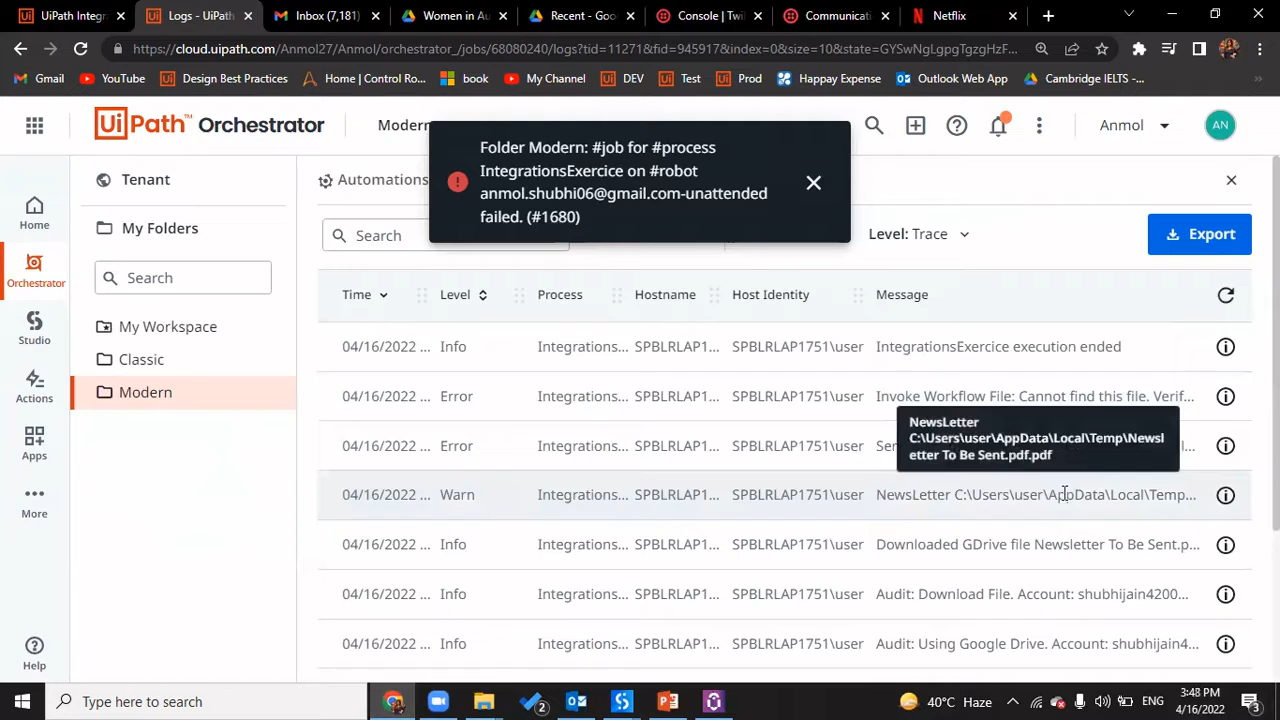 UiPath Integra
Logs - UiPath
Inbox (7,181)
Women in Au
Recent - Goo
Console | Twil
Communicati
Netflix
https://cloud.uipath.com/Anmol27/Anmol/orchestrator_/jobs/68080240/logs?tid=11271&fid=945917&index=0&size=10&state=GYSwNgLgpgTgzgHzF...
Gmail
YouTube
Design Best Practices
Home | Control Ro...
book
My Channel
DEV
Test
Prod
Happay Expense
Outlook Web App
Cambridge IELTS -...
UiPath™ Orchestrator
Modern
Anmol
AN
Folder Modern: #job for #process
IntegrationsExercice on #robot
anmol.shubhi06@gmail.com-unattended
failed. (#1680)
Home
Orchestrator
Studio
Actions
Apps
More
Help
Tenant
My Folders
Search
My Workspace
Classic
Modern
Automations
Search
Level: Trace
Export
Time Level Process Hostname Host Identity Message
04/16/2022 ... Info Integrations... SPBLRLAP1... SPBLRLAP1751\user IntegrationsExercice execution ended
04/16/2022 ... Error Integrations... SPBLRLAP1... SPBLRLAP1751\user Invoke Workflow File: Cannot find this file. Verif...
NewsLetter
C:\Users\user\AppData\Local\Temp\Newsl
etter To Be Sent.pdf.pdf
04/16/2022 ... Error Integrations... SPBLRLAP1... SPBLRLAP1751\user
04/16/2022 ... Warn Integrations... SPBLRLAP1... SPBLRLAP1751\user NewsLetter C:\Users\user\AppData\Local\Temp...
04/16/2022 ... Info Integrations... SPBLRLAP1... SPBLRLAP1751\user Downloaded GDrive file Newsletter To Be Sent.p...
04/16/2022 ... Info Integrations... SPBLRLAP1... SPBLRLAP1751\user Audit: Download File. Account: shubhijain4200...
04/16/2022 ... Info Integrations... SPBLRLAP1... SPBLRLAP1751\user Audit: Using Google Drive. Account: shubhijain4...
Type here to search
2
40°C Haze
ENG
3:48 PM
4/16/2022
3